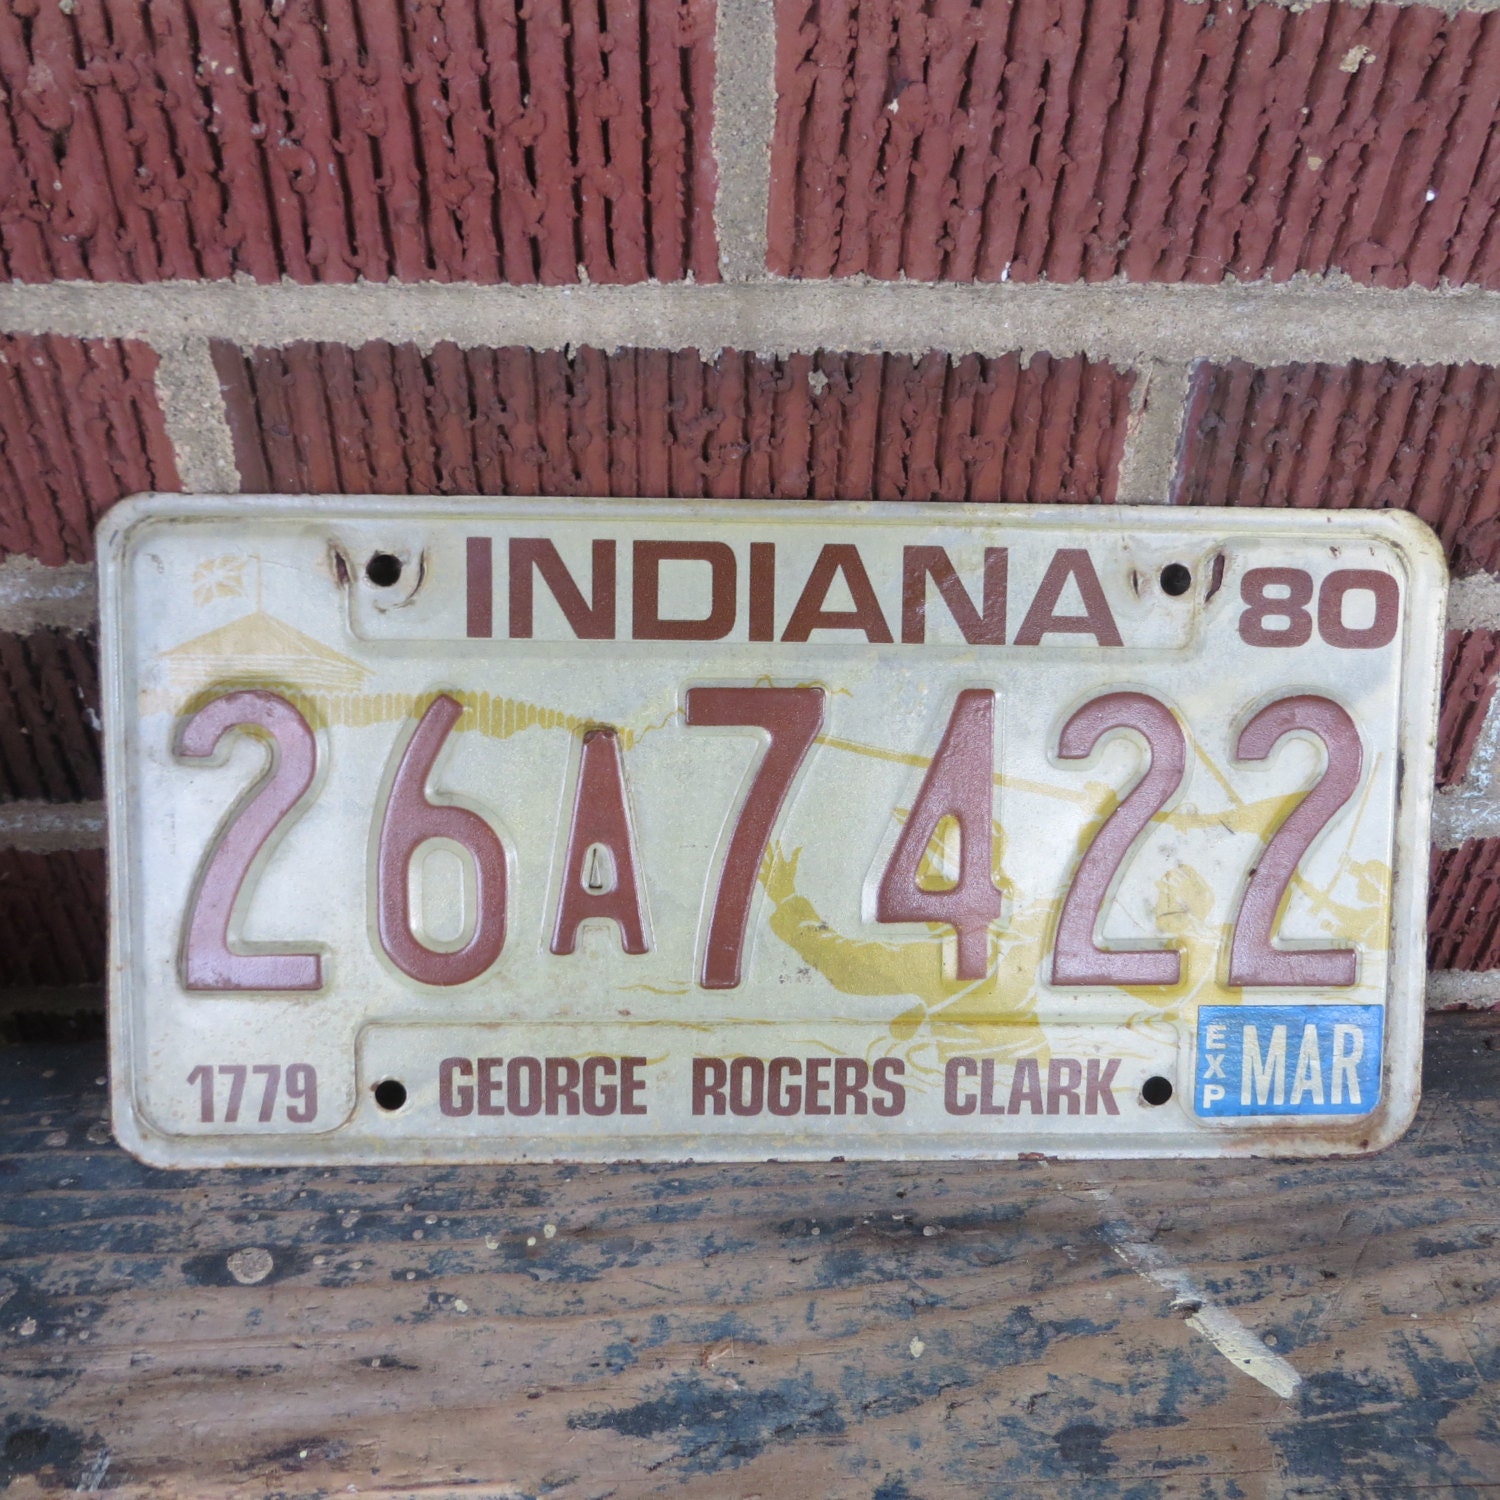 INDIANA 80
26A7422
1779 GEORGE ROGERS CLARK
EXP MAR